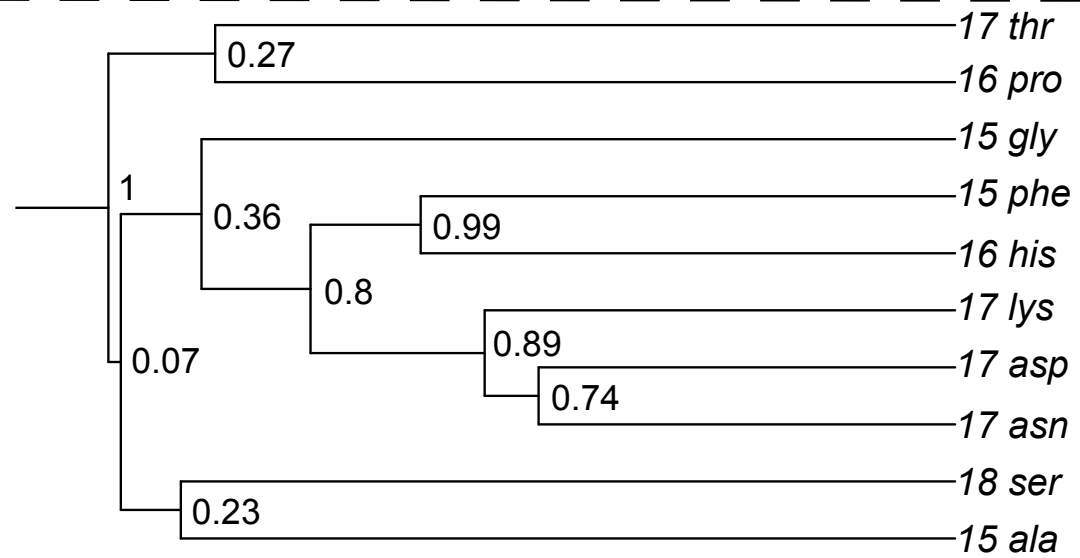 17 thr
0.27
16 pro
15 gly
1
15 phe
0.36
0.99
16 his
0.8
17 lys
0.89
0.07
17 asp
0.74
17 asn
18 ser
0.23
15 ala